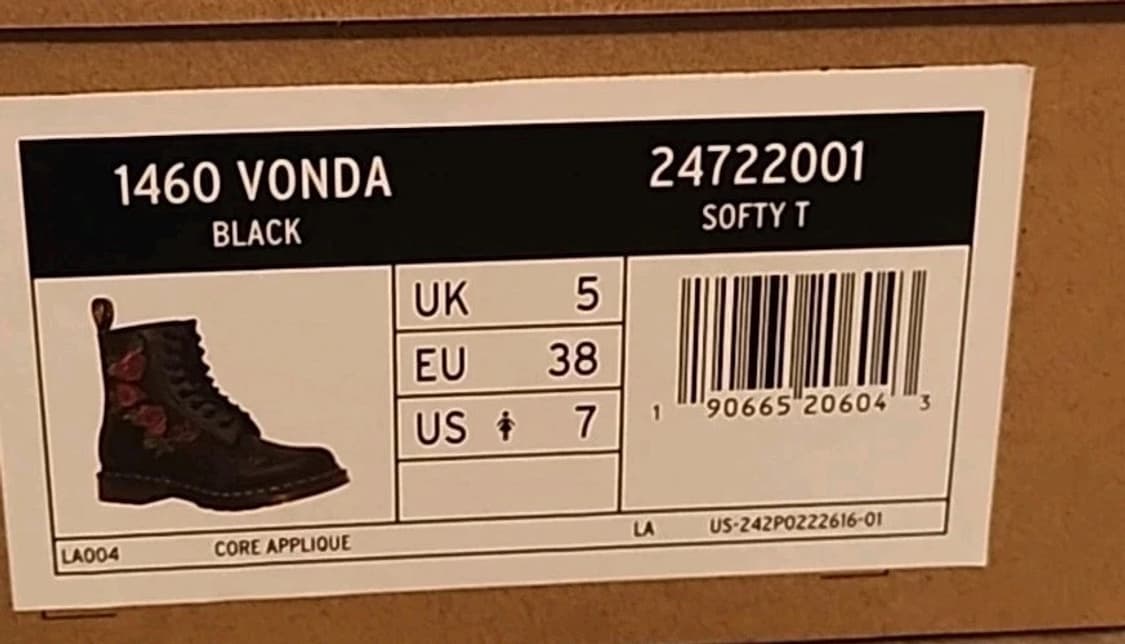 1460 VONDA
BLACK
24722001
SOFTY T
UK 5
EU 38
US 7
1 90665 20604 3
LA004
CORE APPLIQUE
LA
US-242P0222616-01